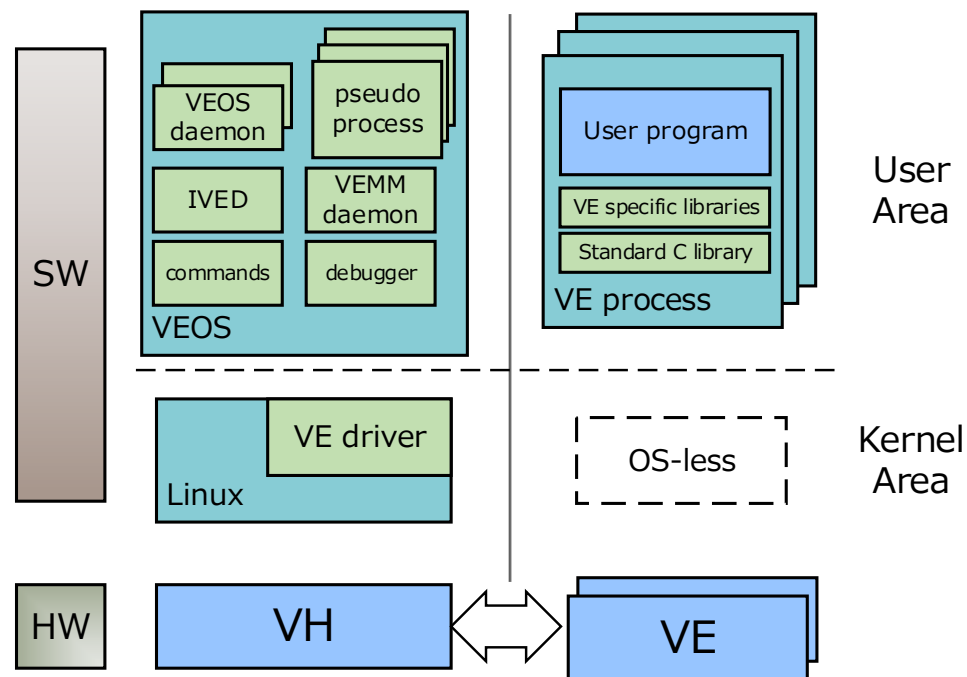 SW
HW
VEOS
daemon
pseudo
process
IVED
VEMM
daemon
commands
debugger
VEOS
User program
VE specific libraries
Standard C library
VE process
User
Area
VE driver
Linux
OS-less
Kernel
Area
VH
VE